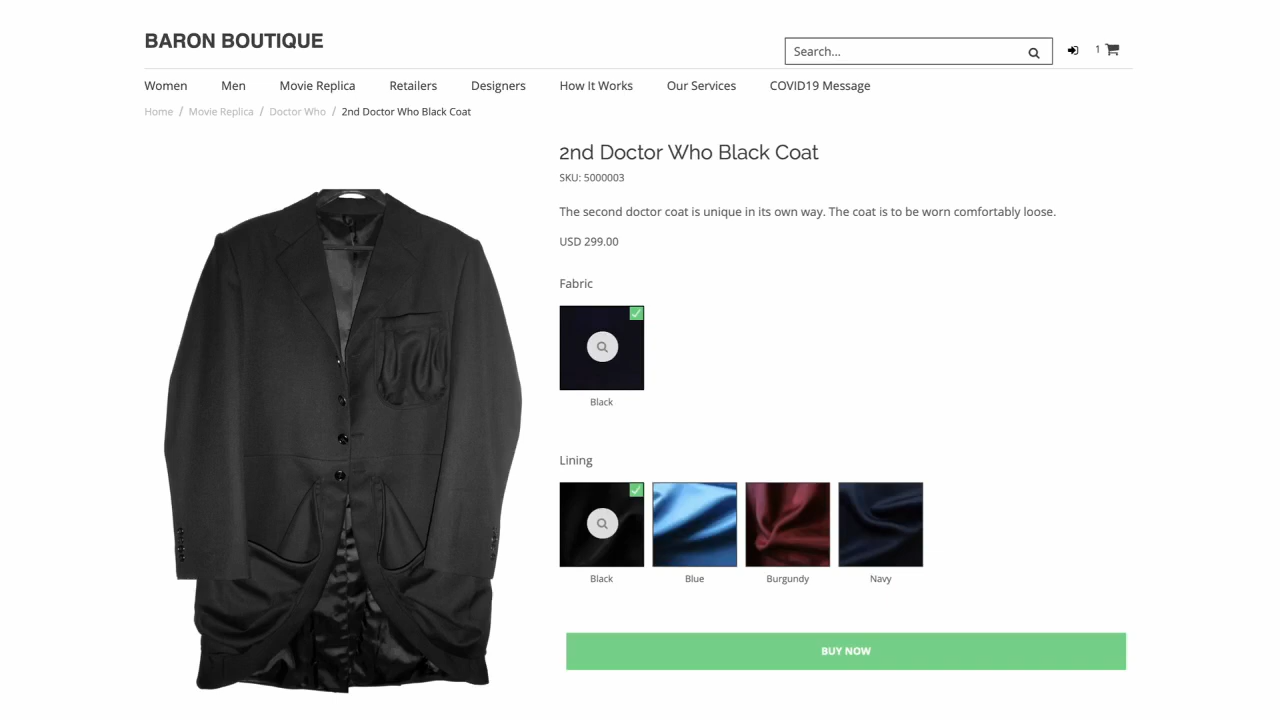 BARON BOUTIQUE
Search...
1
Women Men Movie Replica Retailers Designers How It Works Our Services COVID19 Message
Home / Movie Replica / Doctor Who / 2nd Doctor Who Black Coat
2nd Doctor Who Black Coat
SKU: 5000003
The second doctor coat is unique in its own way. The coat is to be worn comfortably loose.
USD 299.00
Fabric
Black
Lining
Black Blue Burgundy Navy
BUY NOW